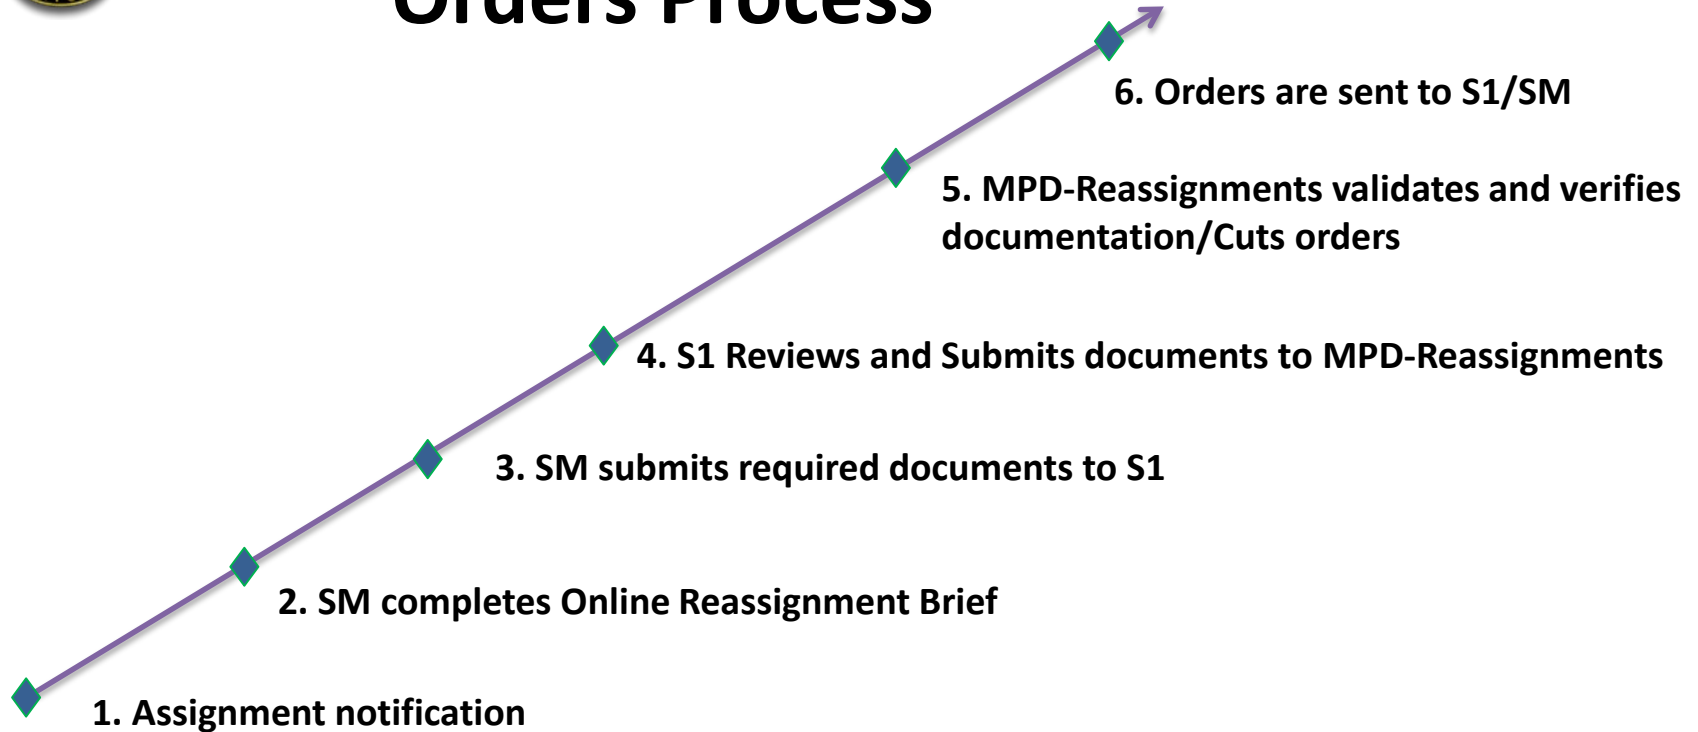 Orders Process
6. Orders are sent to S1/SM
5. MPD-Reassignments validates and verifies
documentation/Cuts orders
4. S1 Reviews and Submits documents to MPD-Reassignments
3. SM submits required documents to S1
2. SM completes Online Reassignment Brief
1. Assignment notification